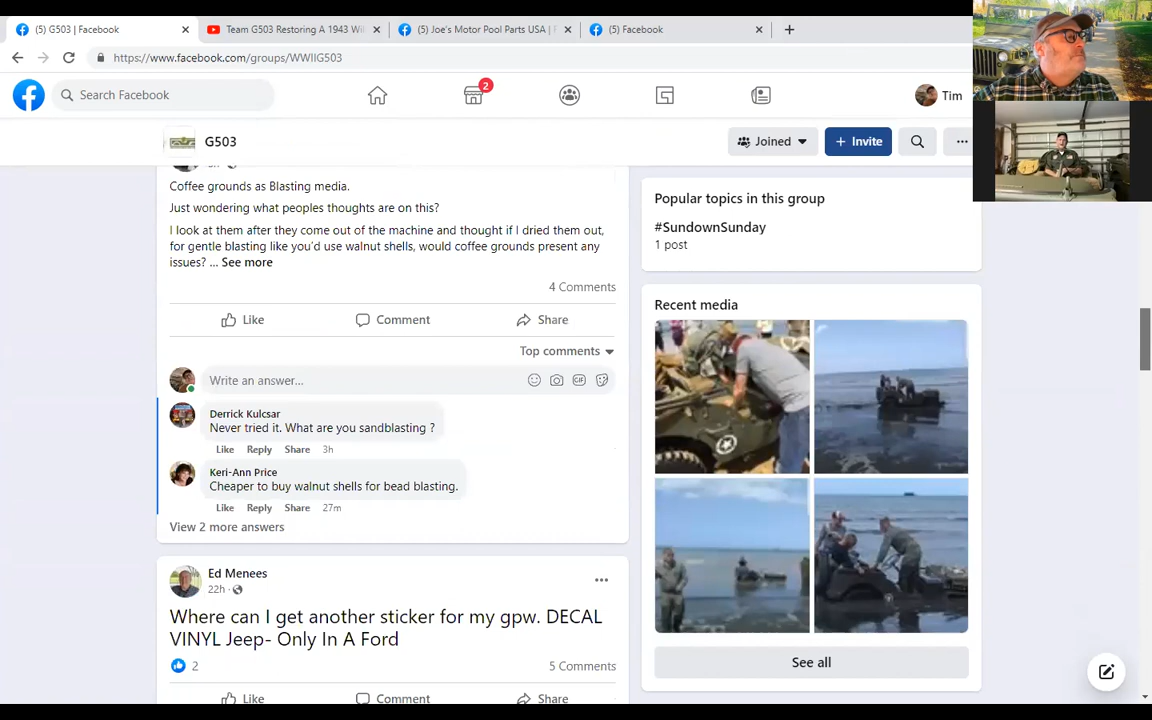 (5) G503 | Facebook
Team G503 Restoring A 1943 Wil
(5) Joe's Motor Pool Parts USA |
(5) Facebook
https://www.facebook.com/groups/WWIIG503
Search Facebook
2
Tim
G503
Joined
+ Invite
Coffee grounds as Blasting media.
Just wondering what peoples thoughts are on this?
I look at them after they come out of the machine and thought if I dried them out,
for gentle blasting like you'd use walnut shells, would coffee grounds present any
issues? ... See more
4 Comments
Like
Comment
Share
Top comments
Write an answer...
GIF
Derrick Kulcsar
Never tried it. What are you sandblasting ?
Like Reply Share 3h
Keri-Ann Price
Cheaper to buy walnut shells for bead blasting.
Like Reply Share 27m
View 2 more answers
Ed Menees
22h
Where can I get another sticker for my gpw. DECAL
VINYL Jeep- Only In A Ford
2
5 Comments
Like
Comment
Share
Popular topics in this group
#SundownSunday
1 post
Recent media
See all